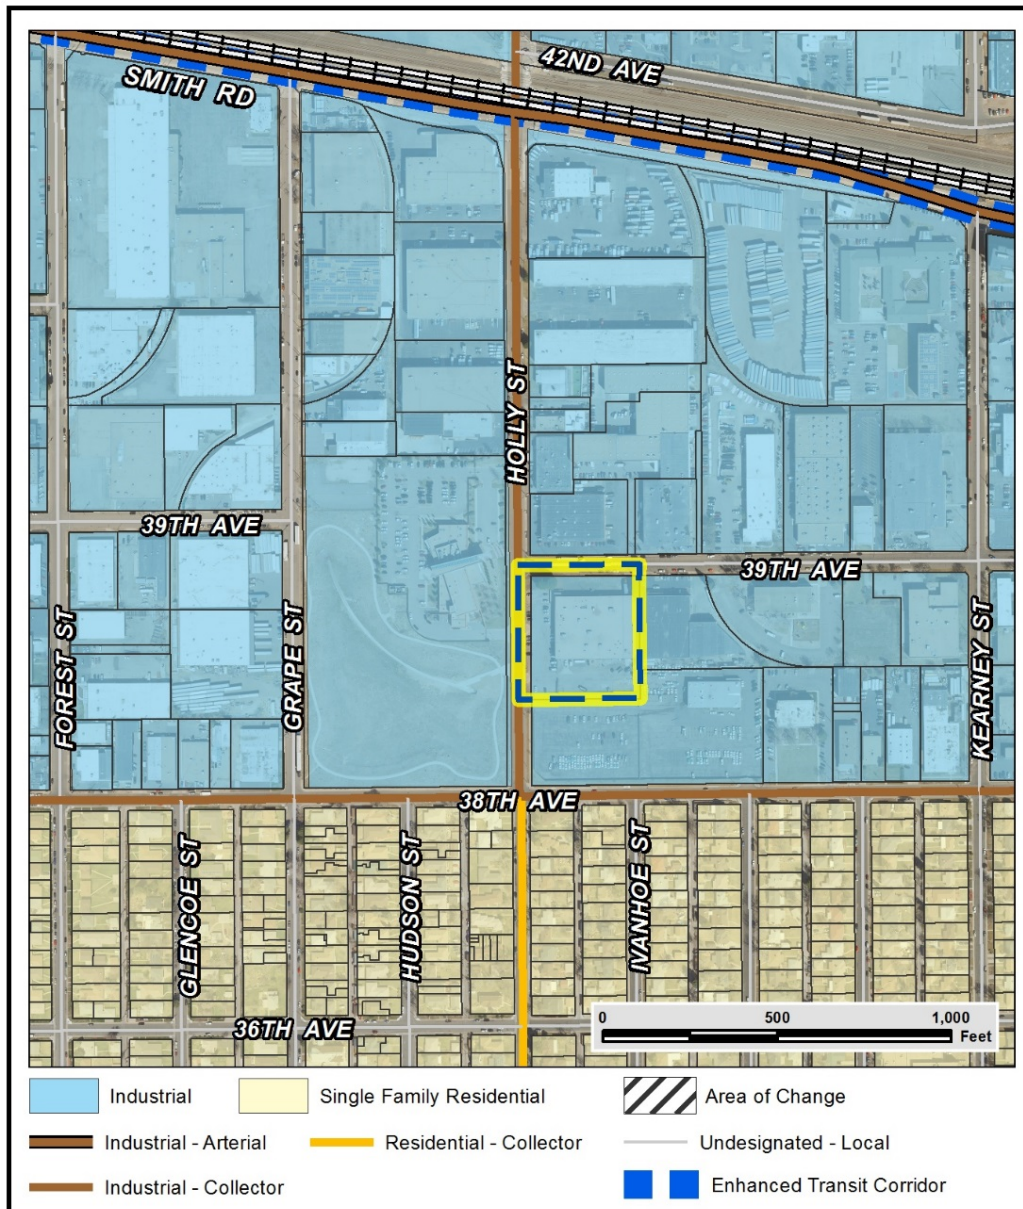 42ND AVE
SMITH RD
HOLLY ST
39TH AVE
39TH AVE
FOREST ST
GRAPE ST
KEARNEY ST
38TH AVE
GLENCOE ST
HUDSON ST
IVANHOE ST
36TH AVE
0 500 1,000
Feet
Industrial Single Family Residential Area of Change
Industrial - Arterial Residential - Collector Undesignated - Local
Industrial - Collector Enhanced Transit Corridor